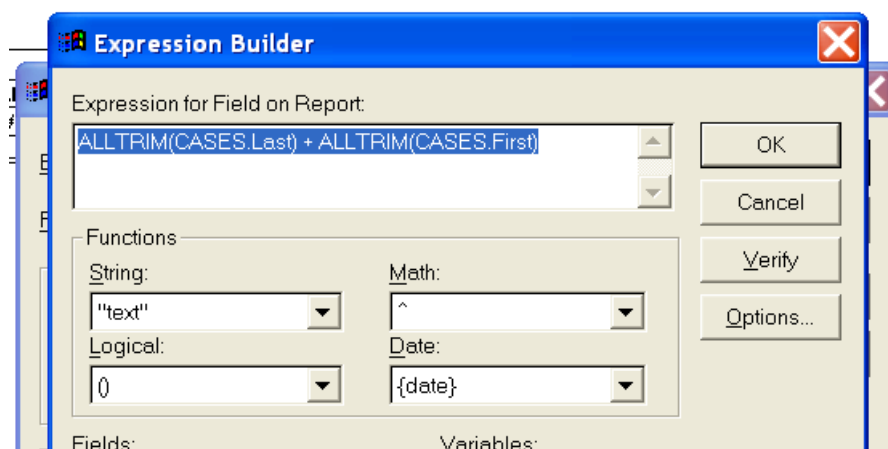 Expression Builder
Expression for Field on Report:
ALLTRIM(CASES.Last) + ALLTRIM(CASES.First)
OK
Cancel
Verify
Options...
Functions
String:
Math:
"text"
^
Logical:
Date:
()
{date}
Fields:
Variables: